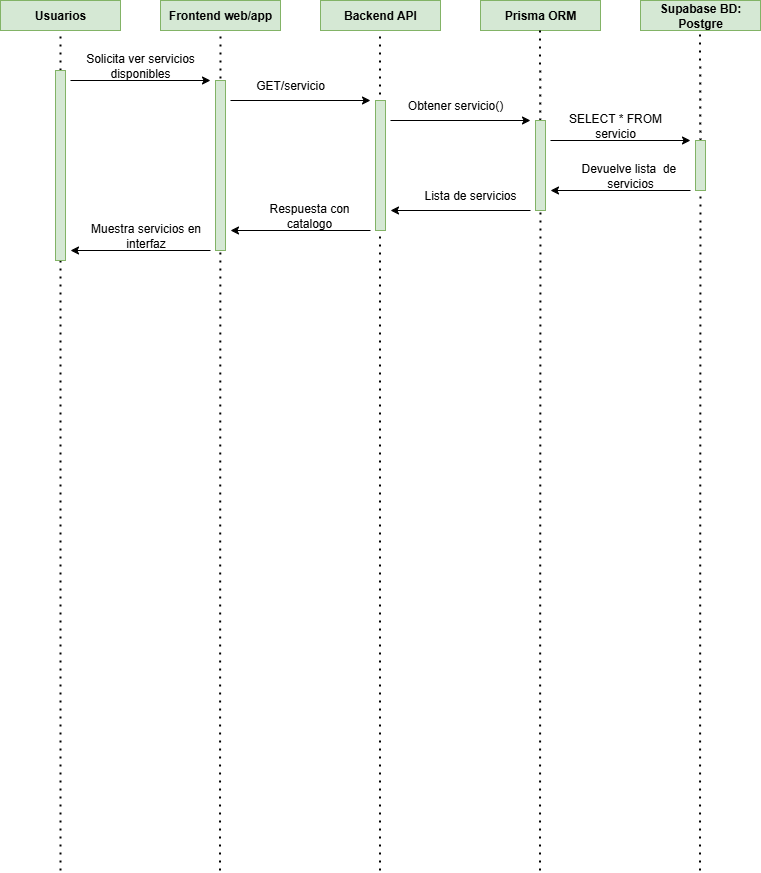 Usuarios
Frontend web/app
Backend API
Prisma ORM
Supabase BD:
Postgre
Solicita ver servicios
disponibles
GET/servicio
Obtener servicio()
SELECT * FROM
servicio
Devuelve lista de
servicios
Lista de servicios
Respuesta con
catalogo
Muestra servicios en
interfaz